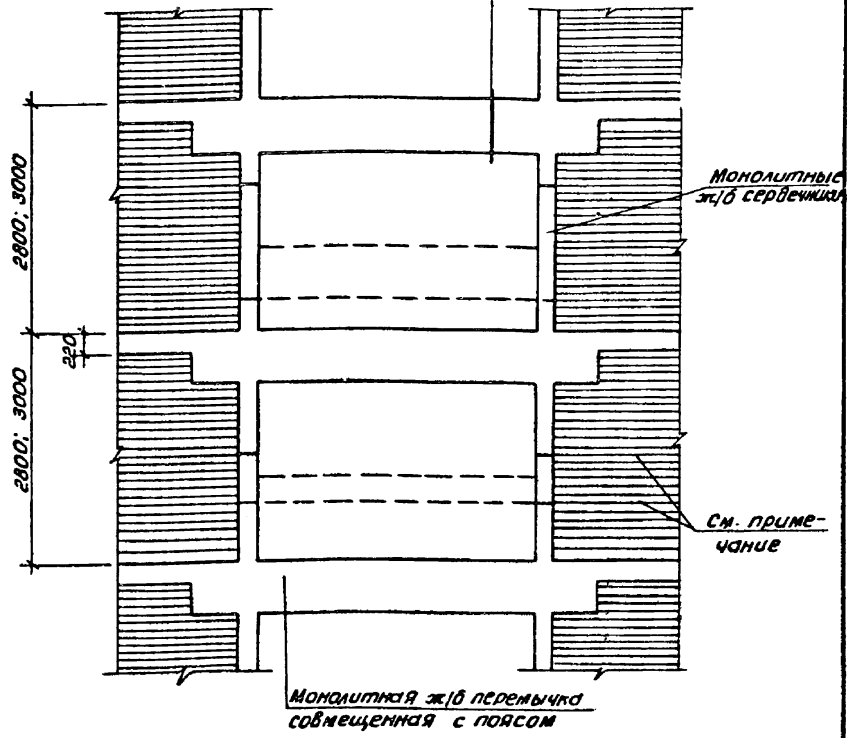 Монолитные
ж/б сердечники
2800; 3000
220
2800; 3000
См. приме-
чание
Монолитная ж/б перемычка
совмещенная с поясом